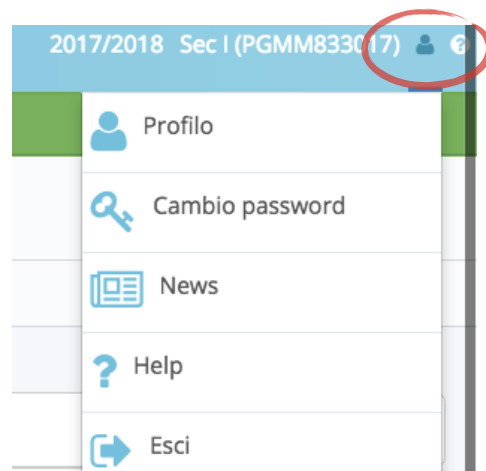 2017/2018 Sec I (PGMM833017)
Profilo
Cambio password
News
Help
Esci